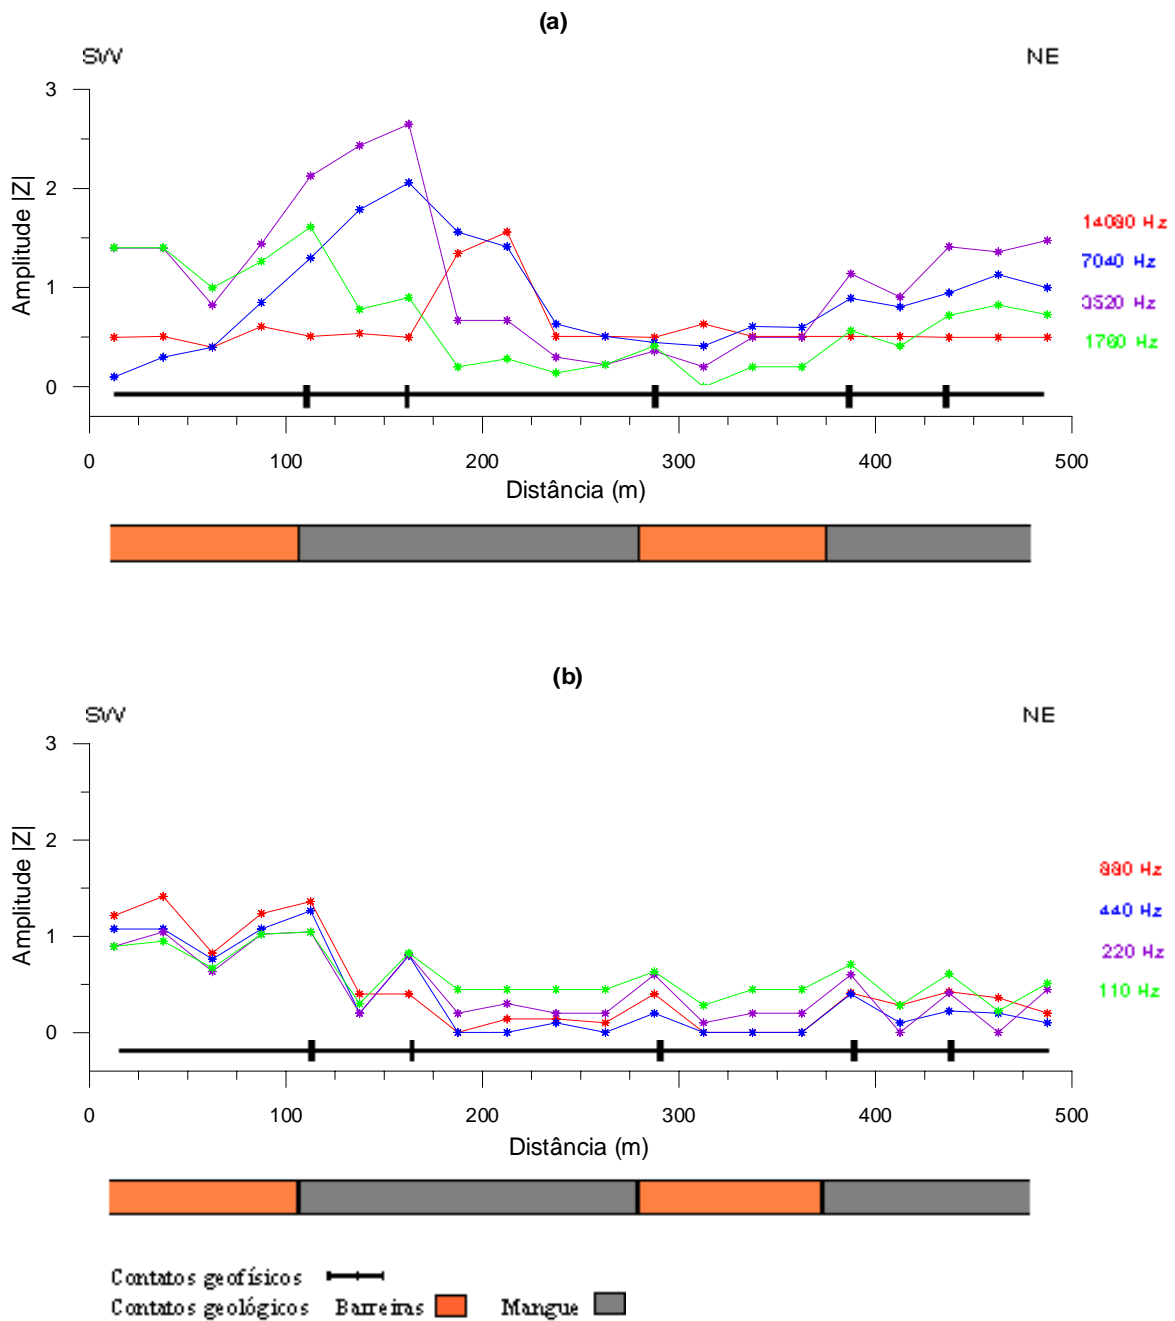 (a)
SW NE
3
2
1
0
Amplitude |Z|
14080 Hz
7040 Hz
3520 Hz
1760 Hz
0 100 200 300 400 500
Distância (m)
(b)
SW NE
3
2
1
0
Amplitude |Z|
880 Hz
440 Hz
220 Hz
110 Hz
0 100 200 300 400 500
Distância (m)
Contatos geofísicos
Contatos geológicos Barreiras Mangue